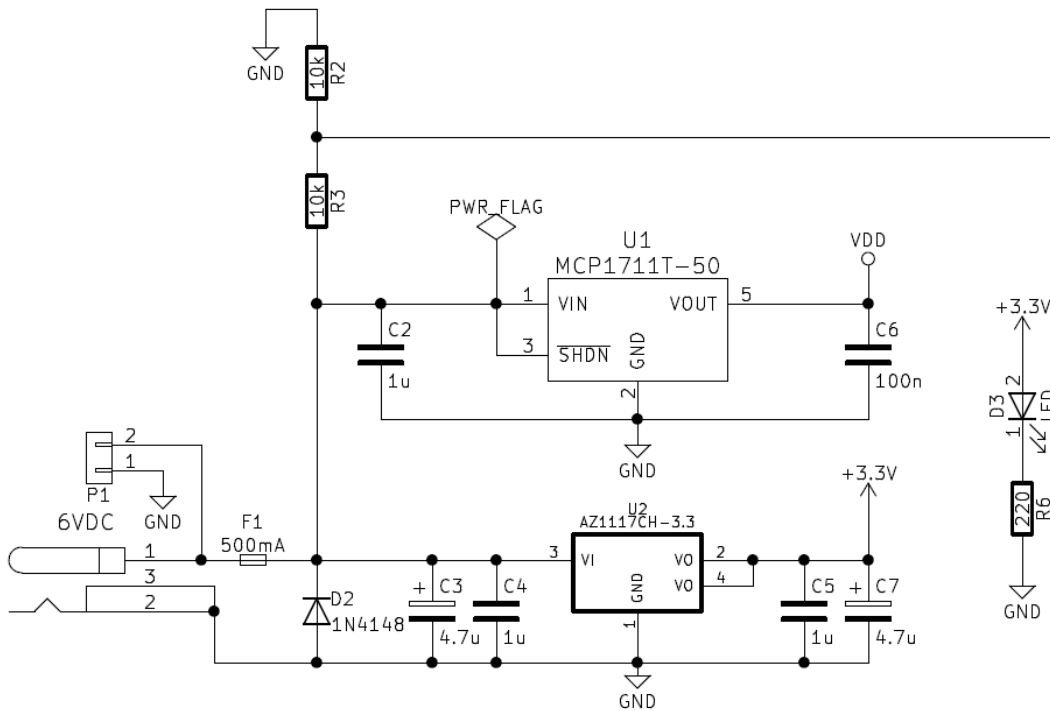 GND
10k
R2
10k
R3
PWR_FLAG
U1
MCP1711T-50
VDD
1
VIN
VOUT
5
3
SHDN
GND
2
C2
1u
C6
100n
GND
+3.3V
2
D3
LED
1
220
R6
GND
2
1
P1
GND
6VDC
1
3
2
F1
500mA
D2
1N4148
+
C3
4.7u
C4
1u
U2
AZ1117CH-3.3
3
VI
VO
2
VO
4
GND
1
+3.3V
C5
1u
+
C7
4.7u
GND